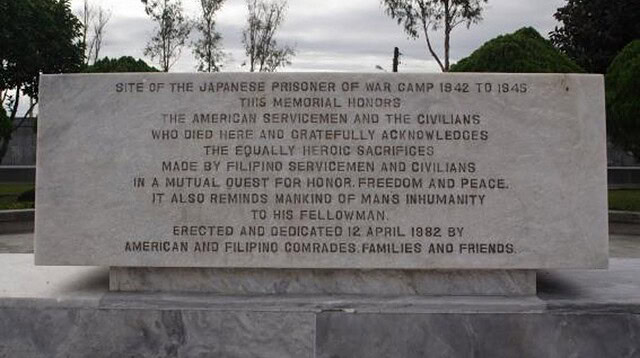 SITE OF THE JAPANESE PRISONER OF WAR CAMP 1942 TO 1945
THIS MEMORIAL HONORS
THE AMERICAN SERVICEMEN AND THE CIVILIANS
WHO DIED HERE AND GRATEFULLY ACKNOWLEDGES
THE EQUALLY HEROIC SACRIFICES
MADE BY FILIPINO SERVICEMEN AND CIVILIANS
IN A MUTUAL QUEST FOR HONOR, FREEDOM AND PEACE.
IT ALSO REMINDS MANKIND OF MANS INHUMANITY
TO HIS FELLOWMAN.
ERECTED AND DEDICATED 12 APRIL 1982 BY
AMERICAN AND FILIPINO COMRADES, FAMILIES AND FRIENDS.